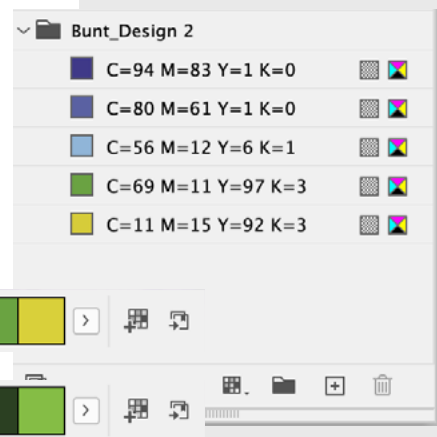 Bunt_Design 2
C=94 M=83 Y=1 K=0
C=80 M=61 Y=1 K=0
C=56 M=12 Y=6 K=1
C=69 M=11 Y=97 K=3
C=11 M=15 Y=92 K=3